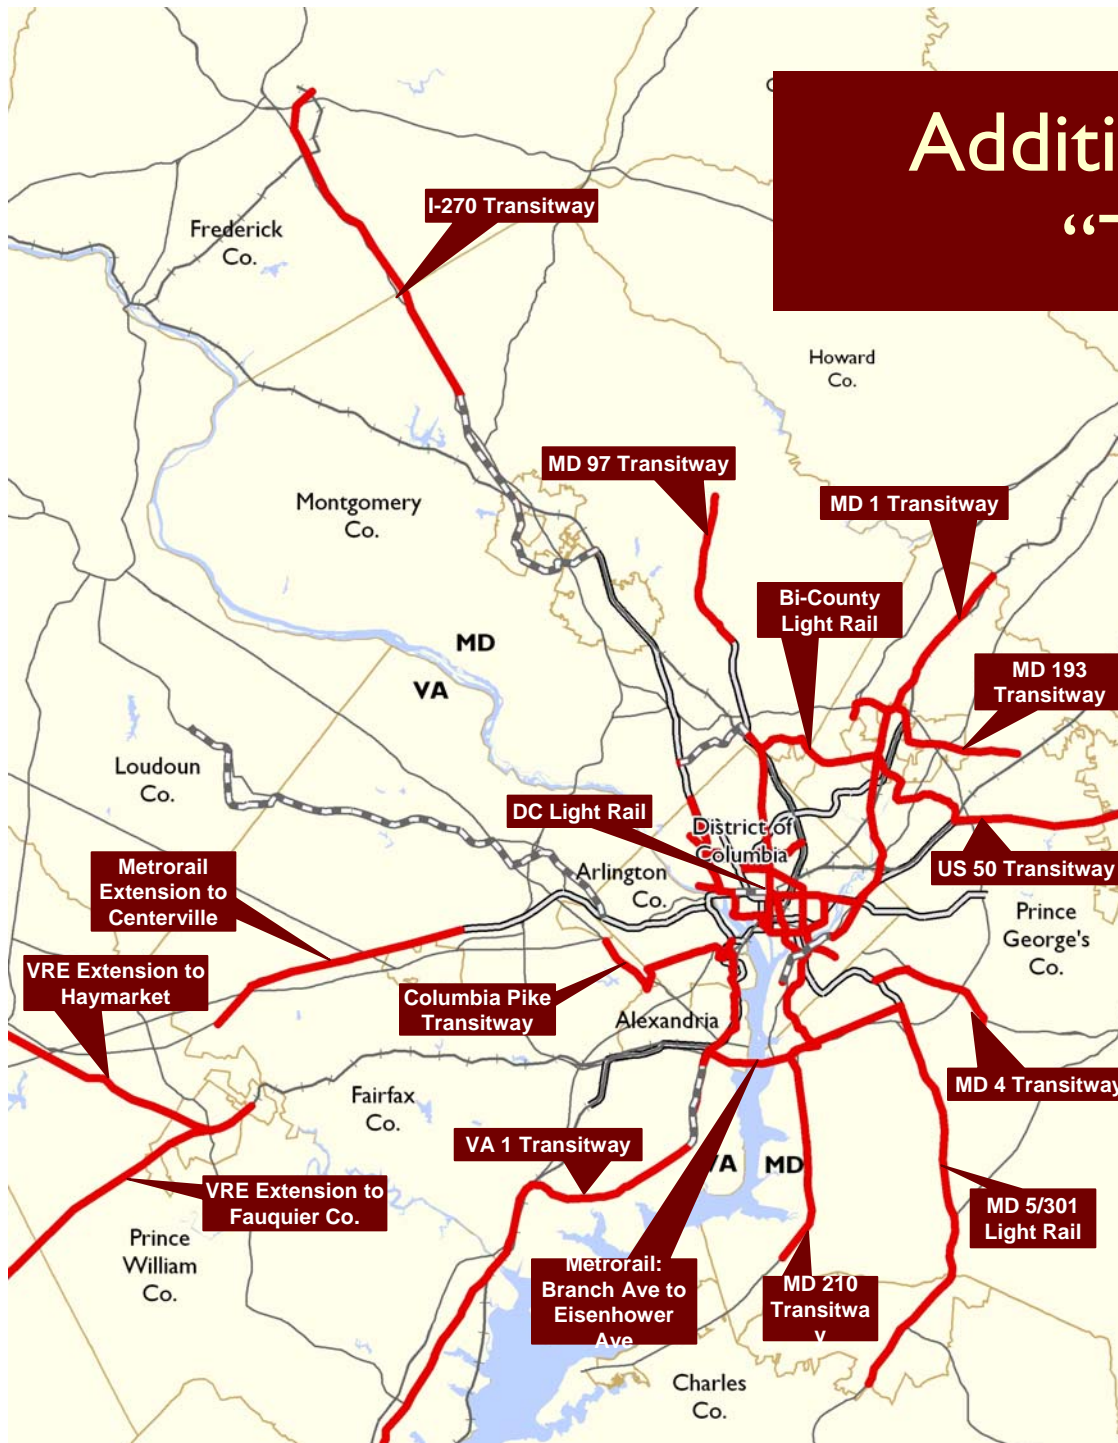 Additi
“T
I-270 Transitway
Frederick
Co.
Howard
Co.
MD 97 Transitway
MD 1 Transitway
Montgomery
Co.
Bi-County
Light Rail
MD
VA
MD 193
Transitway
Loudoun
Co.
DC Light Rail
District of
Columbia
US 50 Transitway
Metrorail
Extension to
Centerville
Arlington
Co.
Prince
George's
Co.
VRE Extension to
Haymarket
Columbia Pike
Transitway
Alexandria
MD 4 Transitway
Fairfax
Co.
VA 1 Transitway
VA
MD
VRE Extension to
Fauquier Co.
MD 5/301
Light Rail
Prince
William
Co.
Metrorail:
Branch Ave to
Eisenhower
Ave
MD 210
Transitwa
y
Charles
Co.